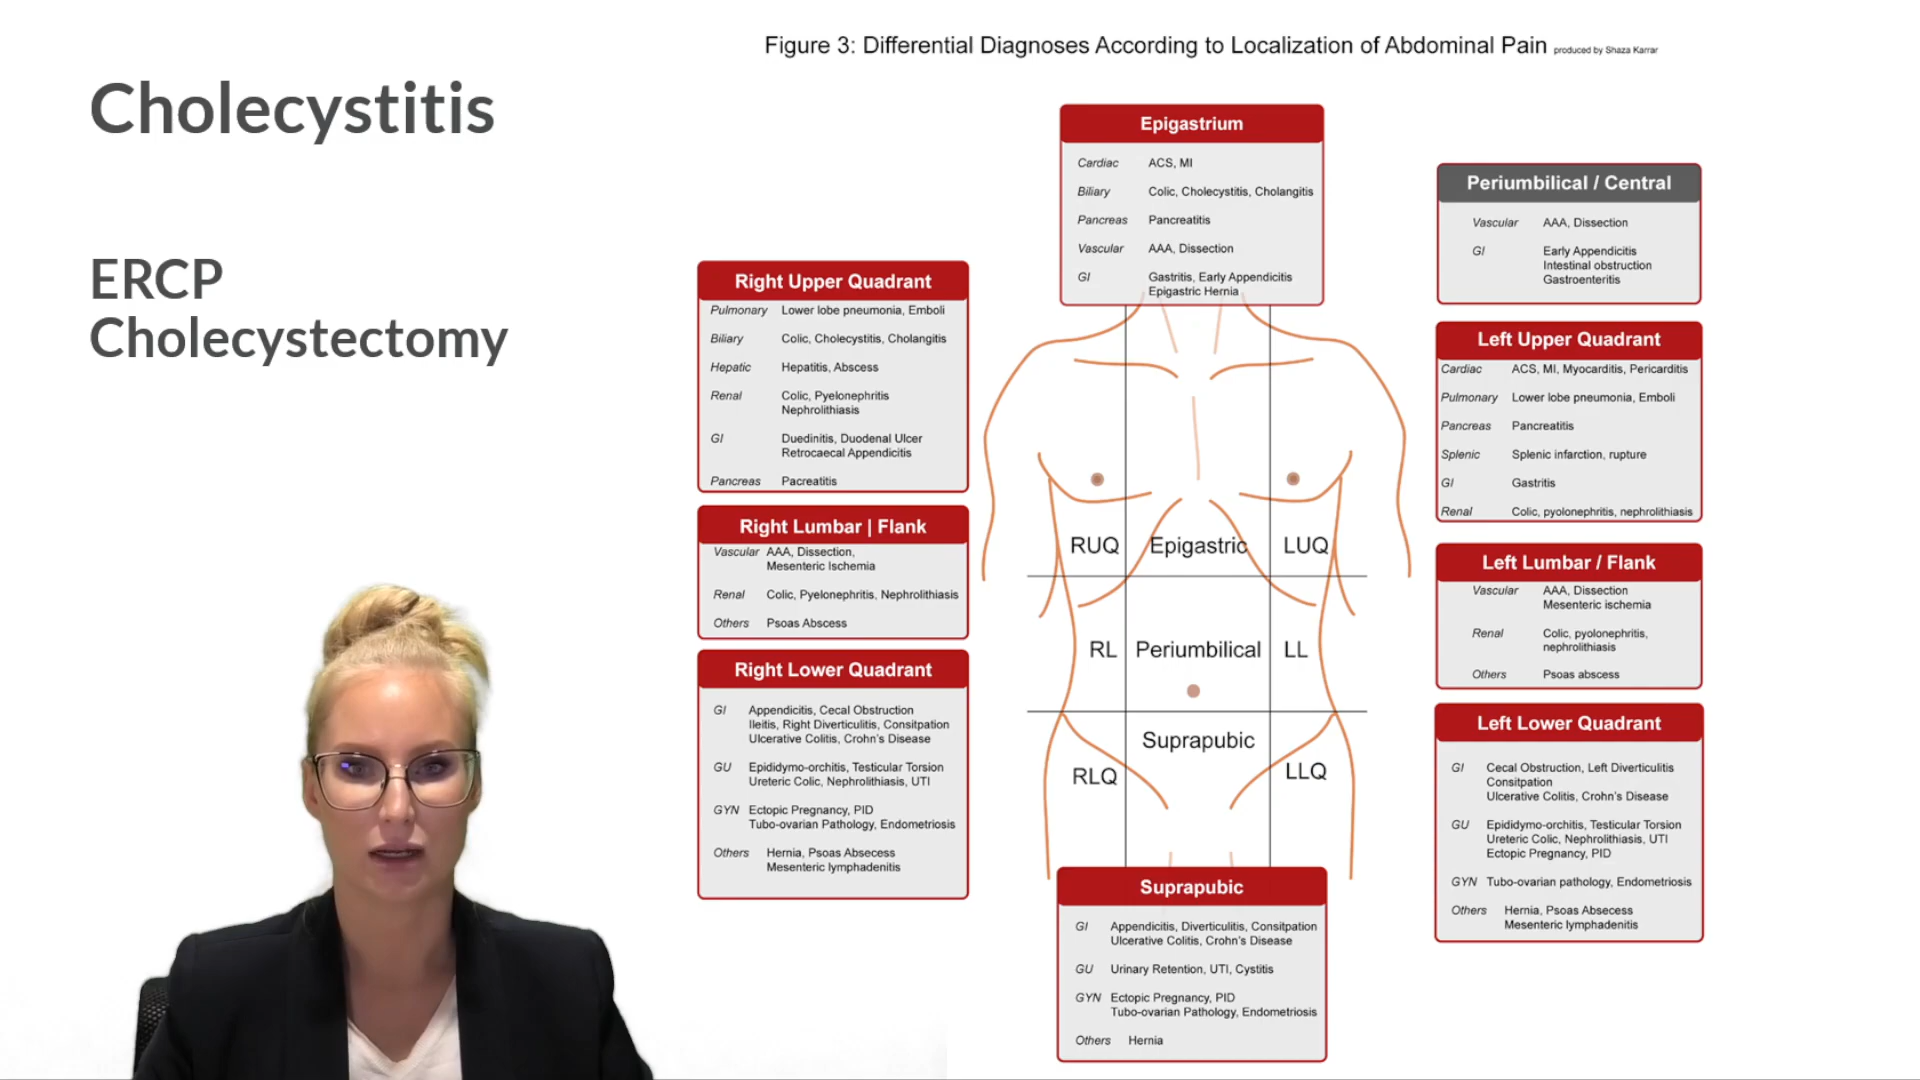 Figure 3: Differential Diagnoses According to Localization of Abdominal Pain produced by Shaza Karrar
Cholecystitis
ERCP
Cholecystectomy
Epigastrium
Cardiac ACS, MI
Biliary Colic, Cholecystitis, Cholangitis
Pancreas Pancreatitis
Vascular AAA, Dissection
GI Gastritis, Early Appendicitis
Epigastric Hernia
Periumbilical / Central
Vascular AAA, Dissection
GI Early Appendicitis
Intestinal obstruction
Gastroenteritis
Right Upper Quadrant
Pulmonary Lower lobe pneumonia, Emboli
Biliary Colic, Cholecystitis, Cholangitis
Hepatic Hepatitis, Abscess
Renal Colic, Pyelonephritis
Nephrolithiasis
GI Duedinitis, Duodenal Ulcer
Retrocaecal Appendicitis
Pancreas Pacreatitis
Left Upper Quadrant
Cardiac ACS, MI, Myocarditis, Pericarditis
Pulmonary Lower lobe pneumonia, Emboli
Pancreas Pancreatitis
Splenic Splenic infarction, rupture
GI Gastritis
Renal Colic, pyolonephritis, nephrolithiasis
Right Lumbar | Flank
Vascular AAA, Dissection,
Mesenteric Ischemia
Renal Colic, Pyelonephritis, Nephrolithiasis
Others Psoas Abscess
RUQ Epigastric LUQ
RL Periumbilical LL
Suprapubic
RLQ LLQ
Left Lumbar / Flank
Vascular AAA, Dissection
Mesenteric ischemia
Renal Colic, pyolonephritis,
nephrolithiasis
Others Psoas abscess
Right Lower Quadrant
GI Appendicitis, Cecal Obstruction
Ileitis, Right Diverticulitis, Consitpation
Ulcerative Colitis, Crohn's Disease
GU Epididymo-orchitis, Testicular Torsion
Ureteric Colic, Nephrolithiasis, UTI
GYN Ectopic Pregnancy, PID
Tubo-ovarian Pathology, Endometriosis
Others Hernia, Psoas Absecess
Mesenteric lymphadenitis
Left Lower Quadrant
GI Cecal Obstruction, Left Diverticulitis
Consitpation
Ulcerative Colitis, Crohn's Disease
GU Epididymo-orchitis, Testicular Torsion
Ureteric Colic, Nephrolithiasis, UTI
Ectopic Pregnancy, PID
GYN Tubo-ovarian pathology, Endometriosis
Others Hernia, Psoas Absecess
Mesenteric lymphadenitis
Suprapubic
GI Appendicitis, Diverticulitis, Consitpation
Ulcerative Colitis, Crohn's Disease
GU Urinary Retention, UTI, Cystitis
GYN Ectopic Pregnancy, PID
Tubo-ovarian Pathology, Endometriosis
Others Hernia